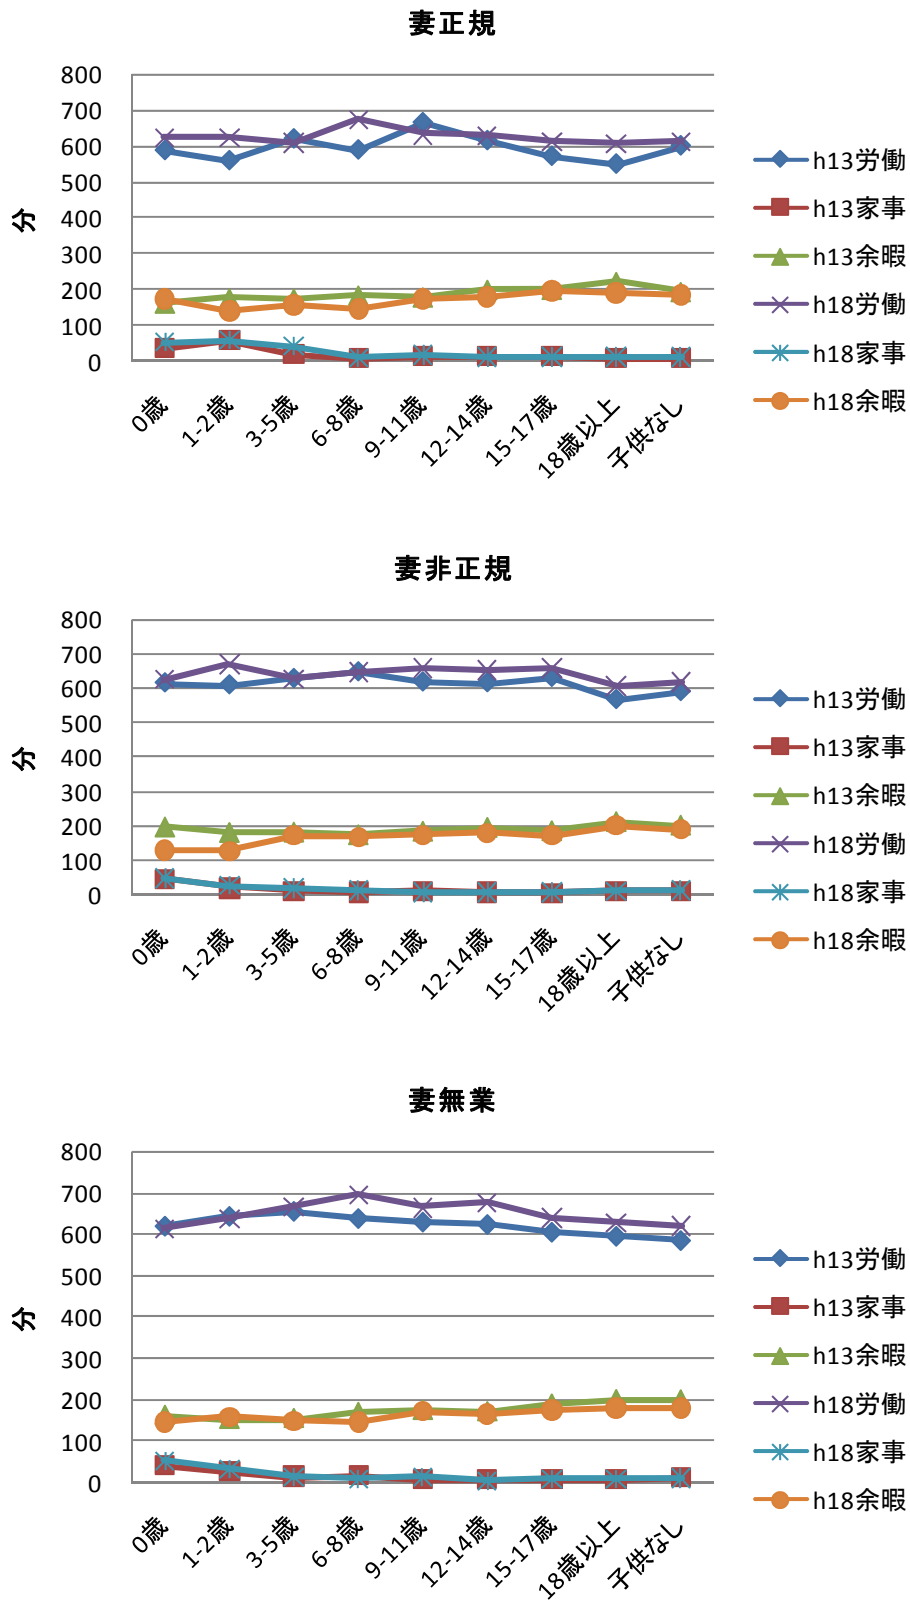 妻正規
800
700
600
500
400
300
200
100
0
分
0歳
1-2歳
3-5歳
6-8歳
9-11歳
12-14歳
15-17歳
18歳以上
子供なし
h13労働
h13家事
h13余暇
h18労働
h18家事
h18余暇
妻非正規
800
700
600
500
400
300
200
100
0
分
0歳
1-2歳
3-5歳
6-8歳
9-11歳
12-14歳
15-17歳
18歳以上
子供なし
h13労働
h13家事
h13余暇
h18労働
h18家事
h18余暇
妻無業
800
700
600
500
400
300
200
100
0
分
0歳
1-2歳
3-5歳
6-8歳
9-11歳
12-14歳
15-17歳
18歳以上
子供なし
h13労働
h13家事
h13余暇
h18労働
h18家事
h18余暇